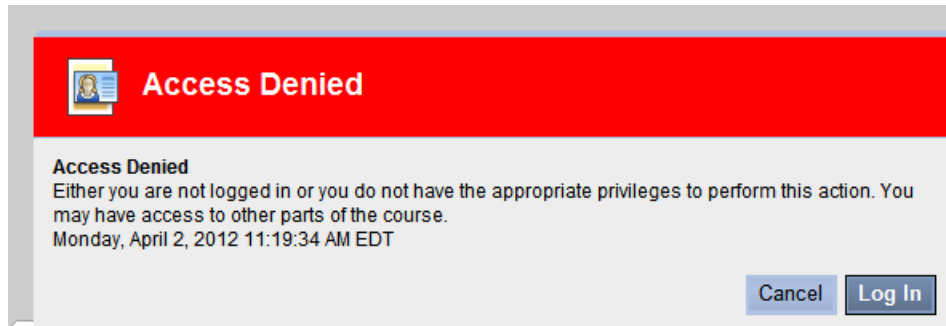 Access Denied
Access Denied
Either you are not logged in or you do not have the appropriate privileges to perform this action. You
may have access to other parts of the course.
Monday, April 2, 2012 11:19:34 AM EDT
Cancel
Log In